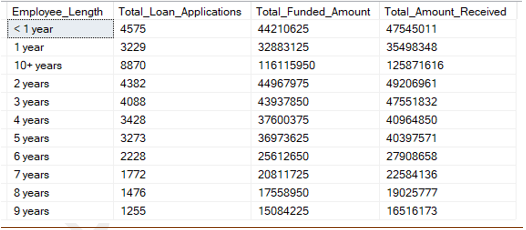 Employee_Length Total_Loan_Applications Total_Funded_Amount Total_Amount_Received
< 1 year 4575 44210625 47545011
1 year 3229 32883125 35498348
10+ years 8870 116115950 125871616
2 years 4382 44967975 49206961
3 years 4088 43937850 47551832
4 years 3428 37600375 40964850
5 years 3273 36973625 40397571
6 years 2228 25612650 27908658
7 years 1772 20811725 22584136
8 years 1476 17558950 19025777
9 years 1255 15084225 16516173